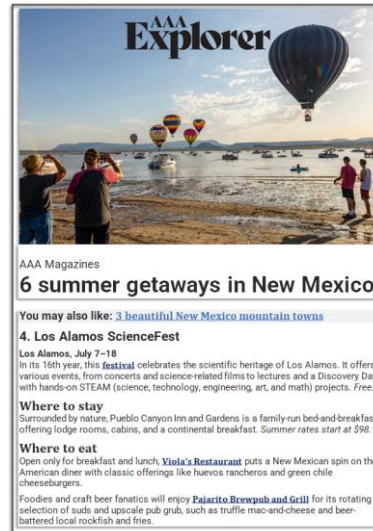 AAA
Explorer
AAA Magazines
6 summer getaways in New Mexico
You may also like: 3 beautiful New Mexico mountain towns
4. Los Alamos ScienceFest
Los Alamos, July 7–18
In its 16th year, this festival celebrates the scientific heritage of Los Alamos. It offers
various events, from concerts and science-related films to lectures and a Discovery Da
with hands-on STEAM (science, technology, engineering, art, and math) projects. Free.
Where to stay
Surrounded by nature, Pueblo Canyon Inn and Gardens is a family-run bed-and-breakfas
offering lodge rooms, cabins, and a continental breakfast. Summer rates start at $98.
Where to eat
Open only for breakfast and lunch, Viola's Restaurant puts a New Mexican spin on the
American diner with classic offerings like huevos rancheros and green chile
cheeseburgers.
Foodies and craft beer fanatics will enjoy Pajarito Brewpub and Grill for its rotating
selection of suds and upscale pub grub, such as truffle mac-and-cheese and beer-
battered local rockfish and fries.